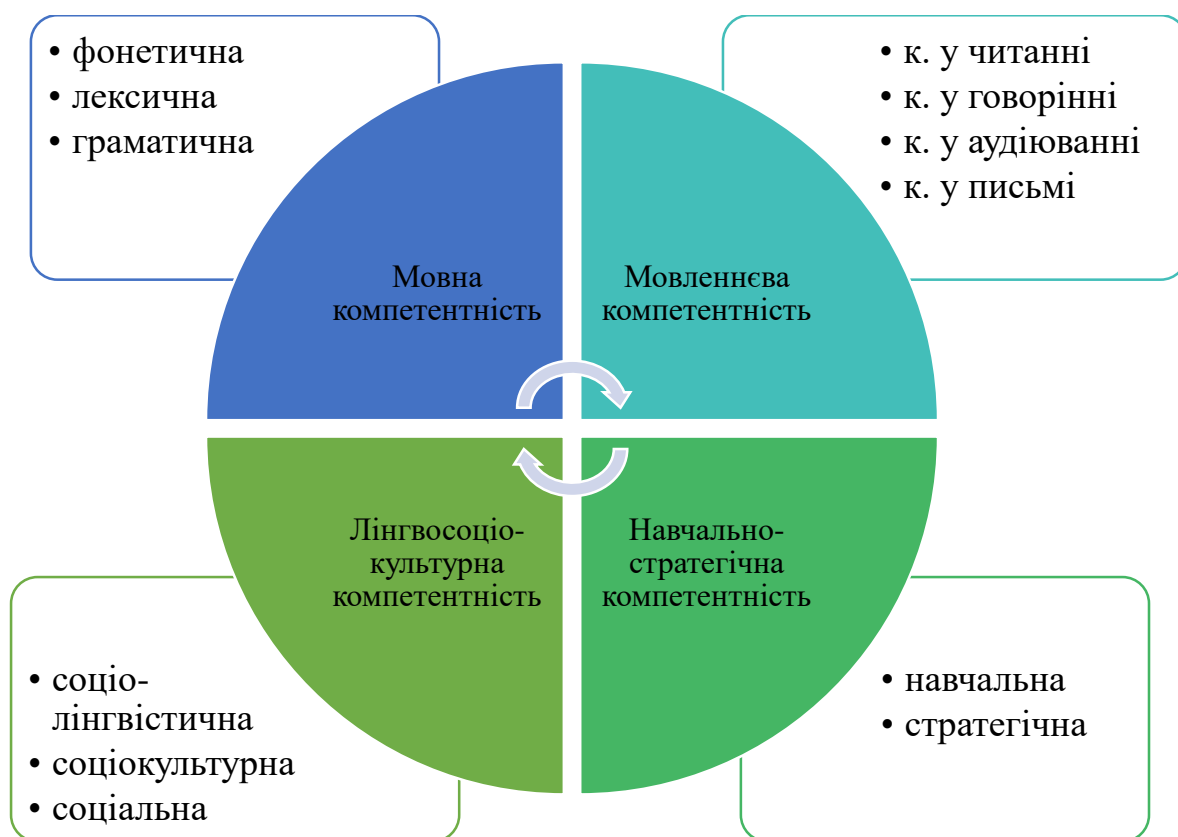 • фонетична
• лексична
• граматична
Мовна
компетентність
• к. у читанні
• к. у говорінні
• к. у аудіюванні
• к. у письмі
Мовленнєва
компетентність
Лінгвосоціо-
культурна
компетентність
• соціо-
лінгвістична
• соціокультурна
• соціальна
Навчально-
стратегічна
компетентність
• навчальна
• стратегічна